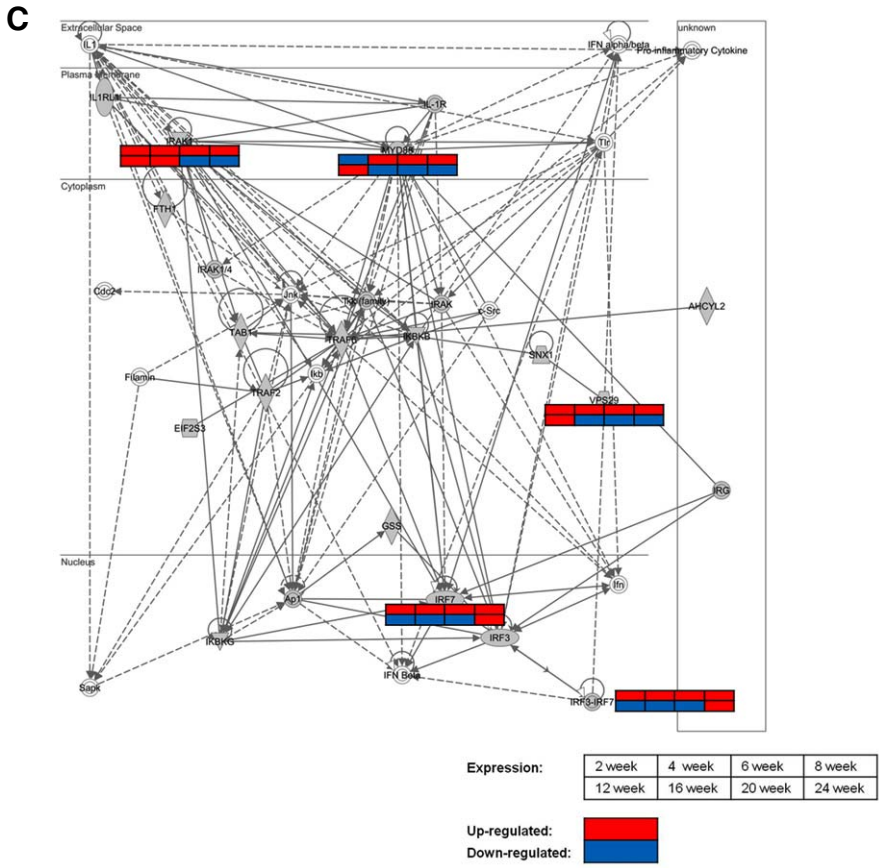 C
Extracellular Space
unknown
IL1
IFN alpha/beta
Pro-inflammatory Cytokine
Plasma Membrane
IL1RL1
IL-1R
IRAK1
MYD88
Tlr
Cytoplasm
FTH1
IRAK1/4
Cdc2
Jnk
Ikk (family)
IRAK
c-Src
AHCYL2
TAB1
TRAF6
IKBKB
SNX1
Filamin
Ikb
TRAF2
VPS29
EIF2S3
IRG
GSS
Nucleus
Ifn
Ap1
IRF7
IKBKG
IRF3
IFN Beta
Sapk
IRF3-IRF7
Expression:
2 week 4 week 6 week 8 week
12 week 16 week 20 week 24 week
Up-regulated:
Down-regulated: